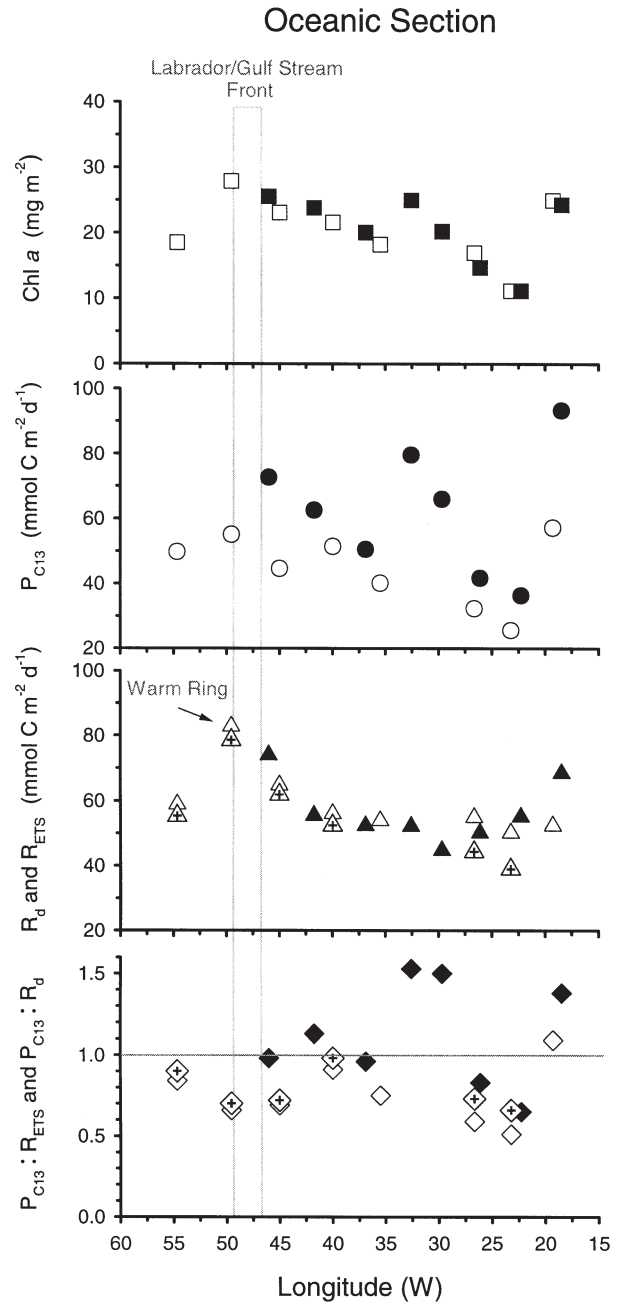 Oceanic Section
Labrador/Gulf Stream
Front
Chl a (mg m-2)
40
30
20
10
0
PC13 (mmol C m-2 d-1)
100
80
60
40
20
Rd and RETS (mmol C m-2 d-1)
100
80
60
40
20
Warm Ring
PC13 : RETS and PC13 : Rd
1.5
1.0
0.5
0.0
60 55 50 45 40 35 30 25 20 15
Longitude (W)